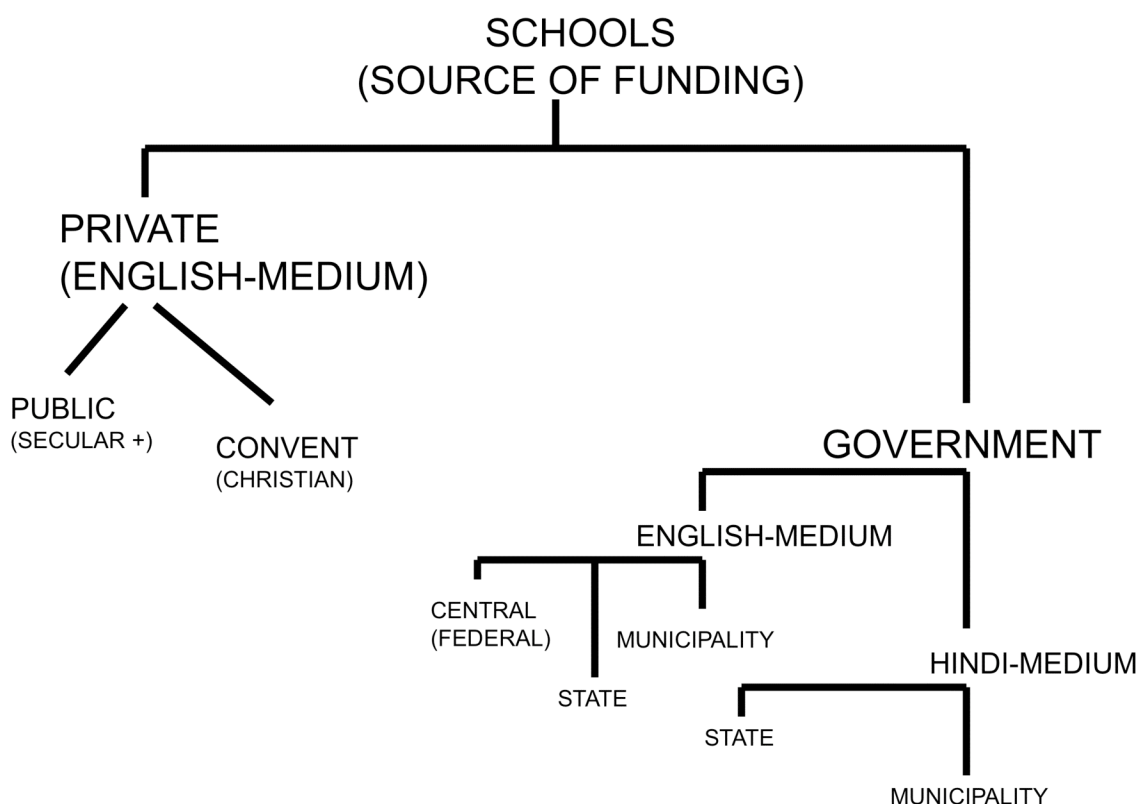 SCHOOLS
(SOURCE OF FUNDING)
PRIVATE
(ENGLISH-MEDIUM)
PUBLIC
(SECULAR +)
CONVENT
(CHRISTIAN)
GOVERNMENT
ENGLISH-MEDIUM
CENTRAL
(FEDERAL)
MUNICIPALITY
STATE
HINDI-MEDIUM
STATE
MUNICIPALITY